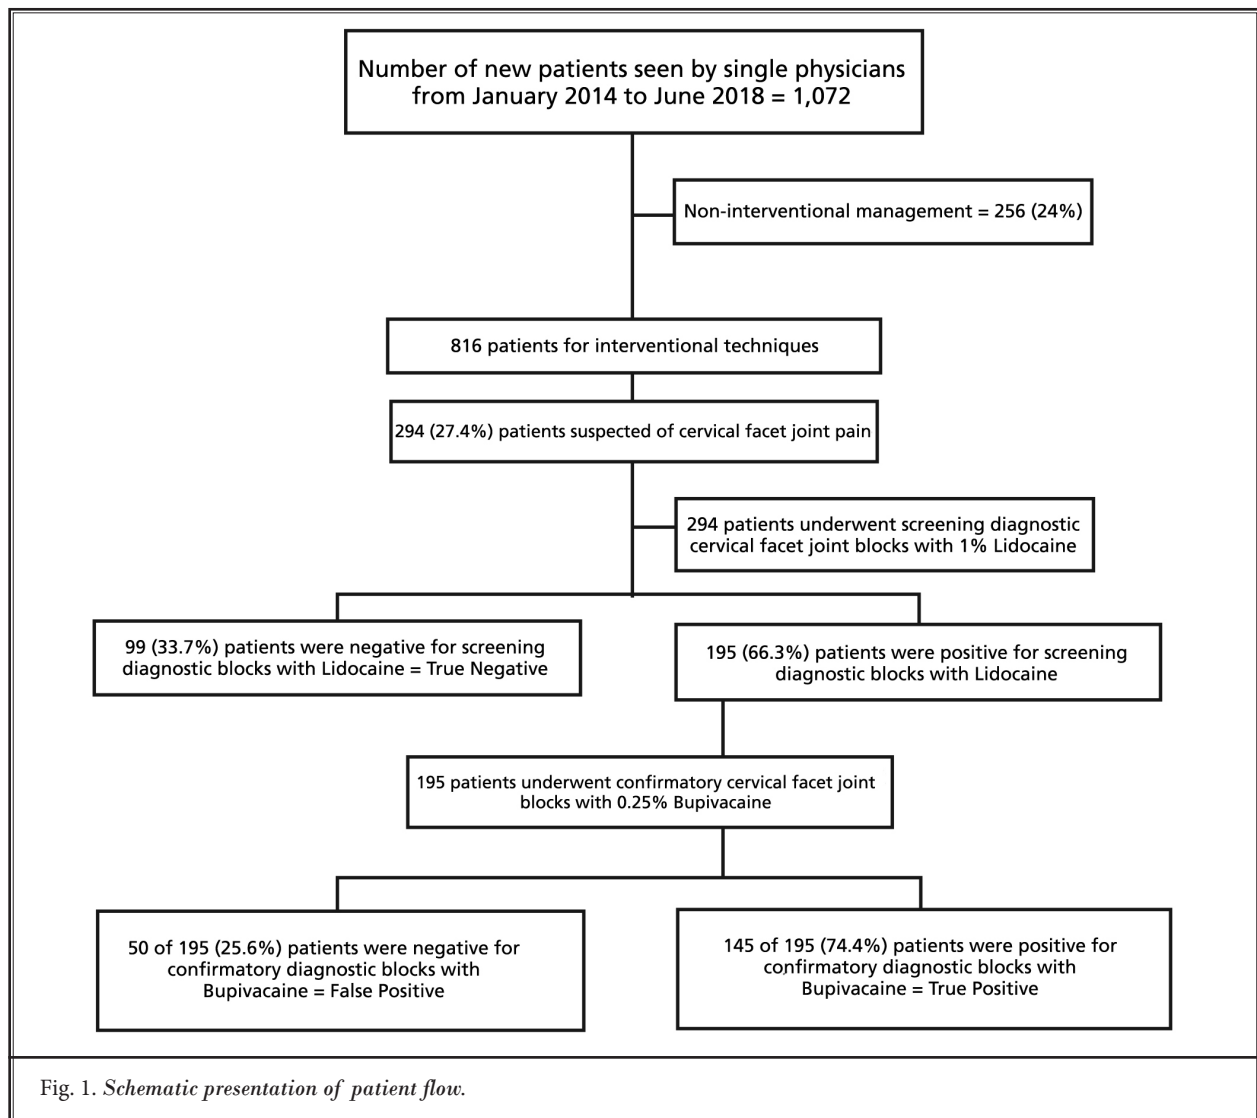 Number of new patients seen by single physicians
from January 2014 to June 2018 = 1,072
Non-interventional management = 256 (24%)
816 patients for interventional techniques
294 (27.4%) patients suspected of cervical facet joint pain
294 patients underwent screening diagnostic
cervical facet joint blocks with 1% Lidocaine
99 (33.7%) patients were negative for screening
diagnostic blocks with Lidocaine = True Negative
195 (66.3%) patients were positive for screening
diagnostic blocks with Lidocaine
195 patients underwent confirmatory cervical facet joint
blocks with 0.25% Bupivacaine
50 of 195 (25.6%) patients were negative for
confirmatory diagnostic blocks with
Bupivacaine = False Positive
145 of 195 (74.4%) patients were positive for
confirmatory diagnostic blocks with
Bupivacaine = True Positive
Fig. 1. Schematic presentation of patient flow.